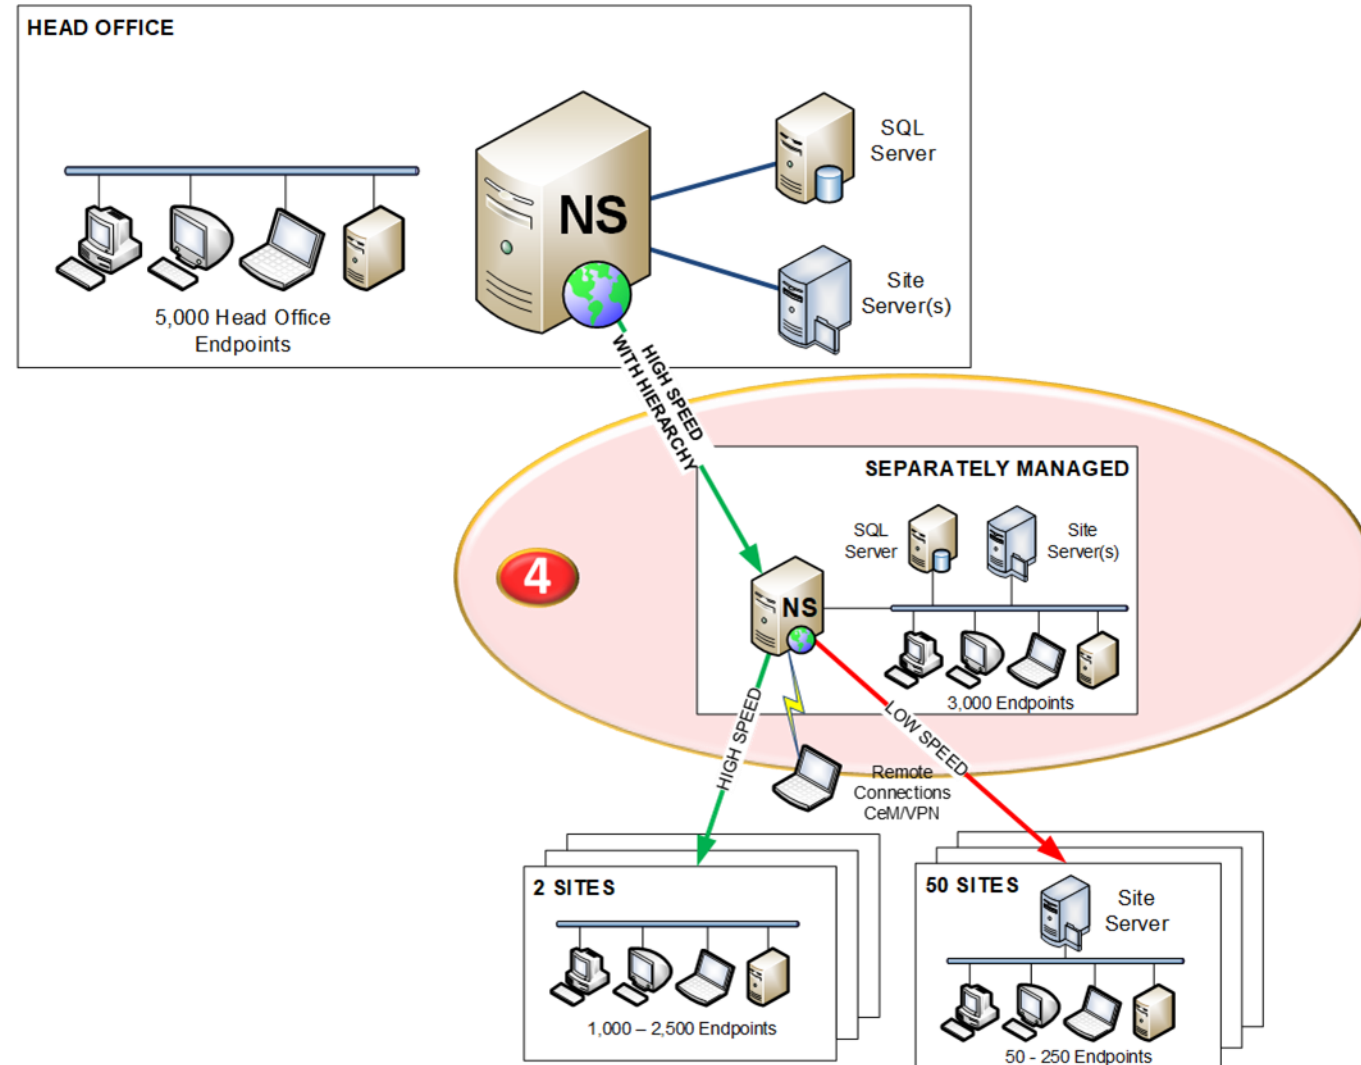 HEAD OFFICE
SQL
Server
NS
Site
Server(s)
5,000 Head Office
Endpoints
HIGH SPEED
WITH HIERARCHY
SEPARATELY MANAGED
SQL
Server
Site
Server(s)
4
NS
3,000 Endpoints
HIGH SPEED
LOW SPEED
Remote
Connections
CeM/VPN
2 SITES
1,000 – 2,500 Endpoints
50 SITES
Site
Server
50 - 250 Endpoints